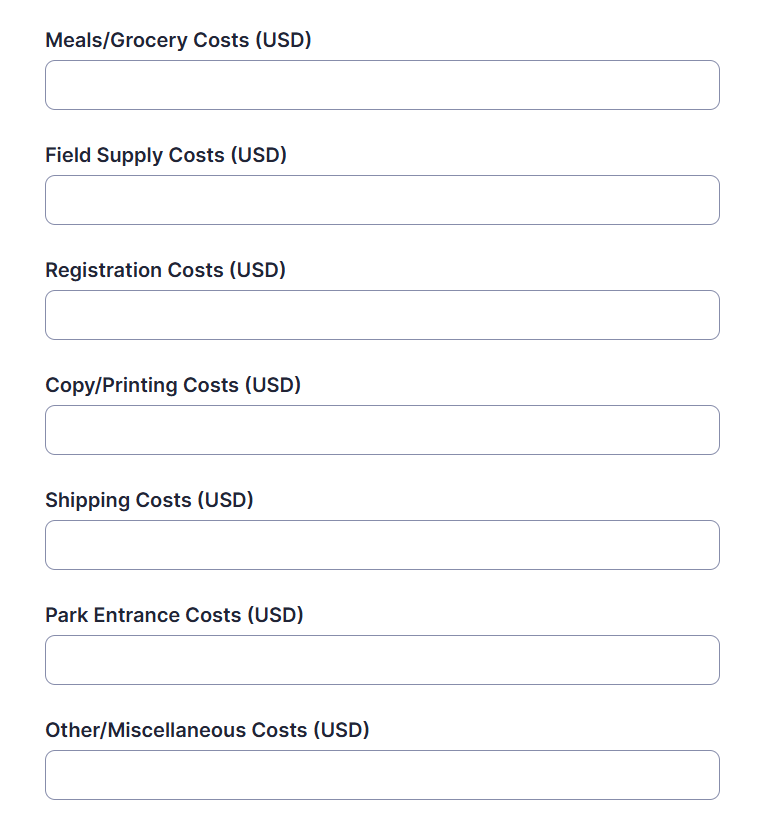 Meals/Grocery Costs (USD)
Field Supply Costs (USD)
Registration Costs (USD)
Copy/Printing Costs (USD)
Shipping Costs (USD)
Park Entrance Costs (USD)
Other/Miscellaneous Costs (USD)